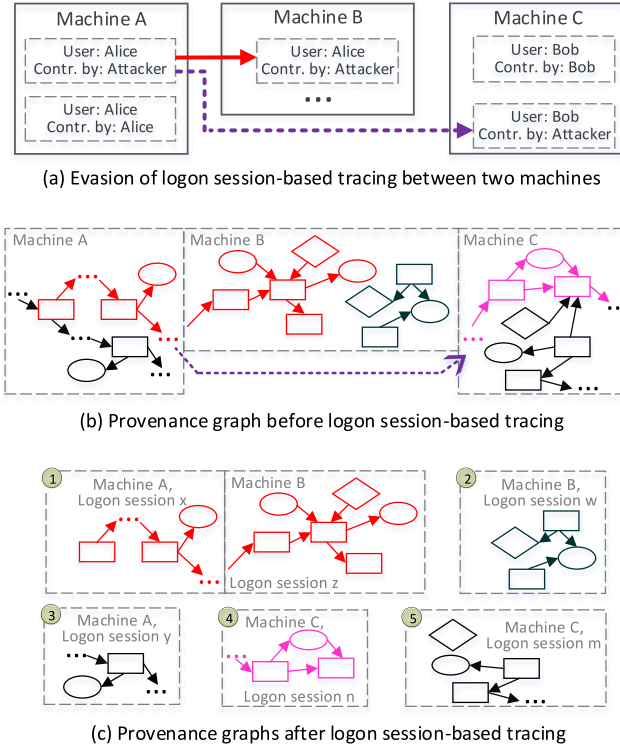 Machine A
Machine B
Machine C
User: Alice
Contr. by: Attacker
User: Alice
Contr. by: Alice
User: Alice
Contr. by: Attacker
...
User: Bob
Contr. by: Bob
User: Bob
Contr. by: Attacker
(a) Evasion of logon session-based tracing between two machines
Machine A
Machine B
Machine C
(b) Provenance graph before logon session-based tracing
1
Machine A,
Logon session x
Machine B
Logon session z
2
Machine B,
Logon session w
3
Machine A,
Logon session y
4
Machine C,
Logon session n
5
Machine C,
Logon session m
(c) Provenance graphs after logon session-based tracing